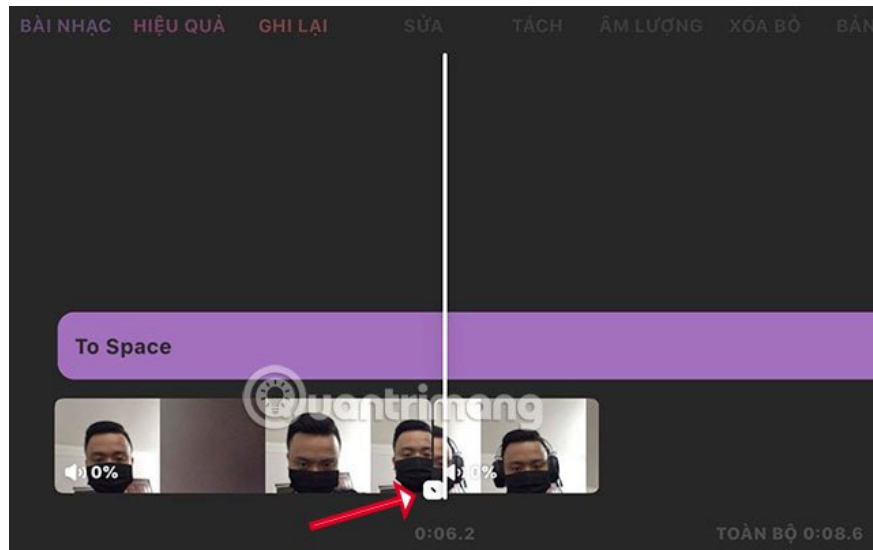 BÀI NHẠC HIỆU QUẢ GHI LẠI SỬA TÁCH ÂM LƯỢNG XÓA BỎ BẢN
To Space
Quantrimang
0% 0%
0:06.2 TOÀN BỘ 0:08.6